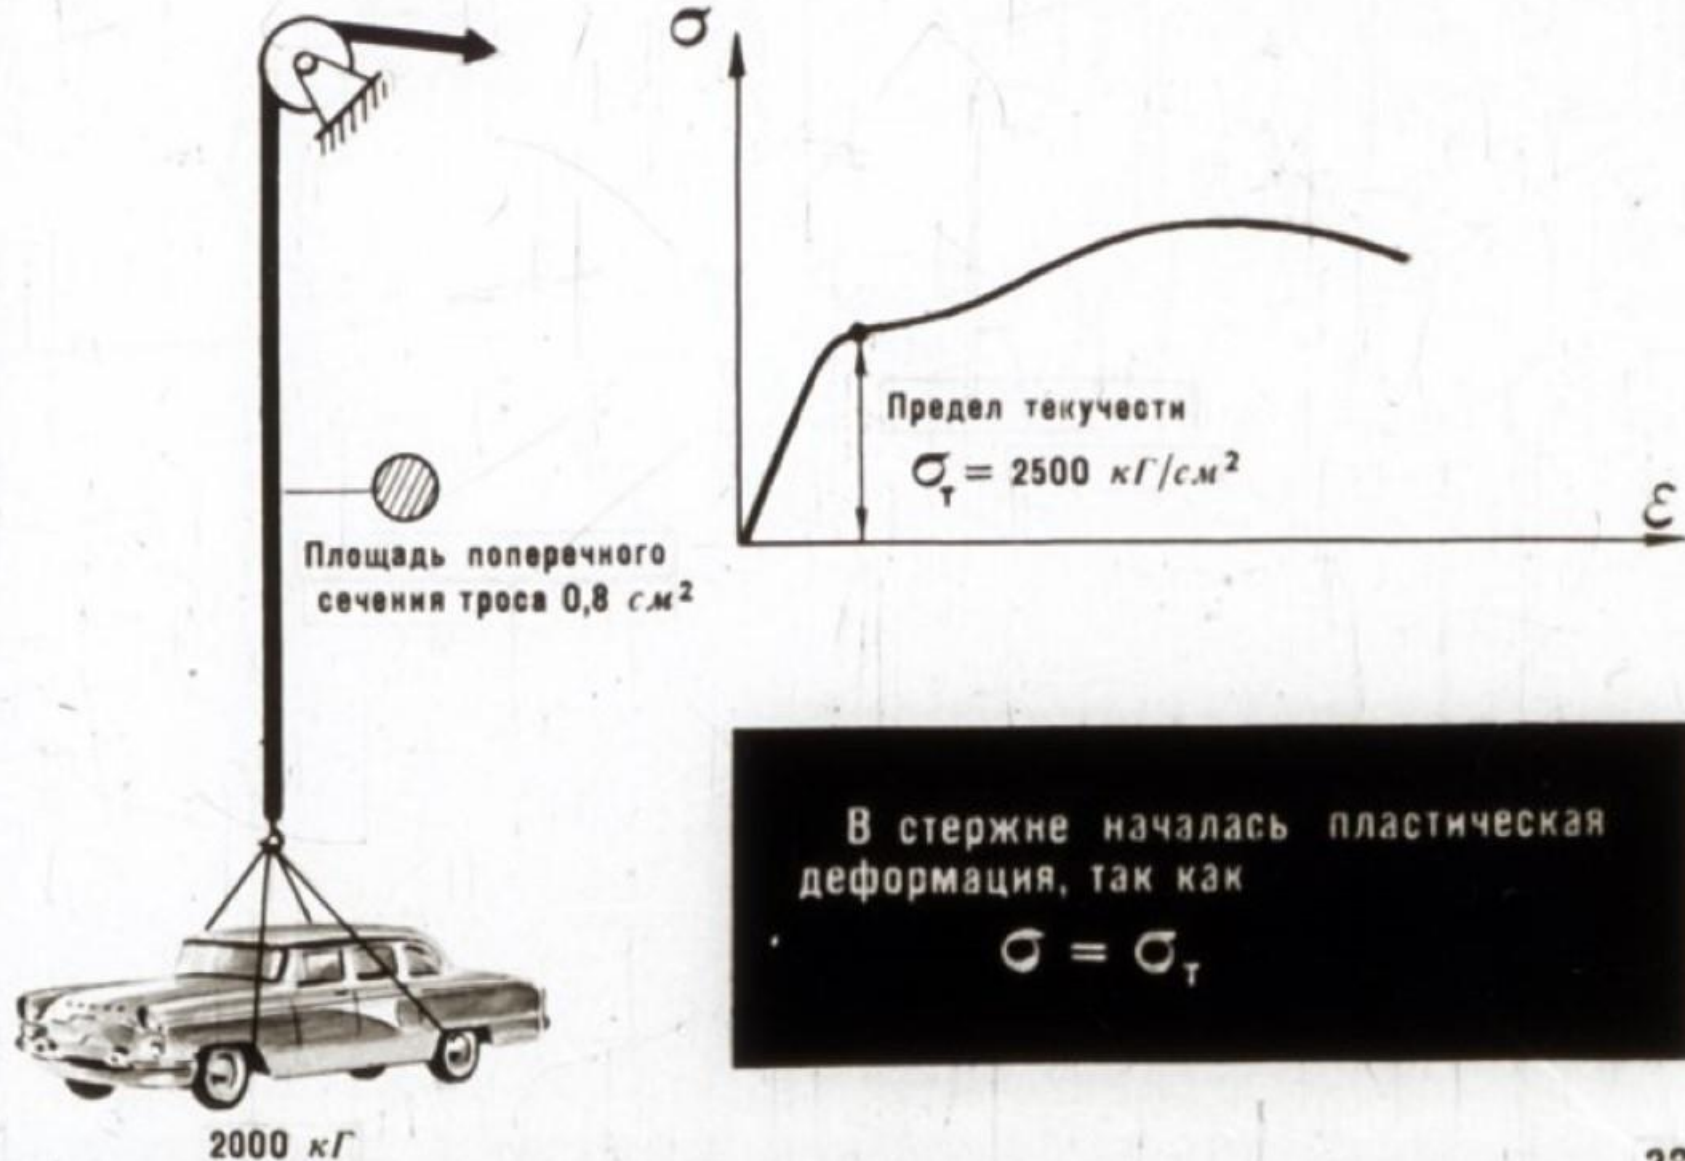 σ
Предел текучести
σт = 2500 кГ/см²
ε
Площадь поперечного
сечения троса 0,8 см²
В стержне началась пластическая
деформация, так как
σ = σт
2000 кГ